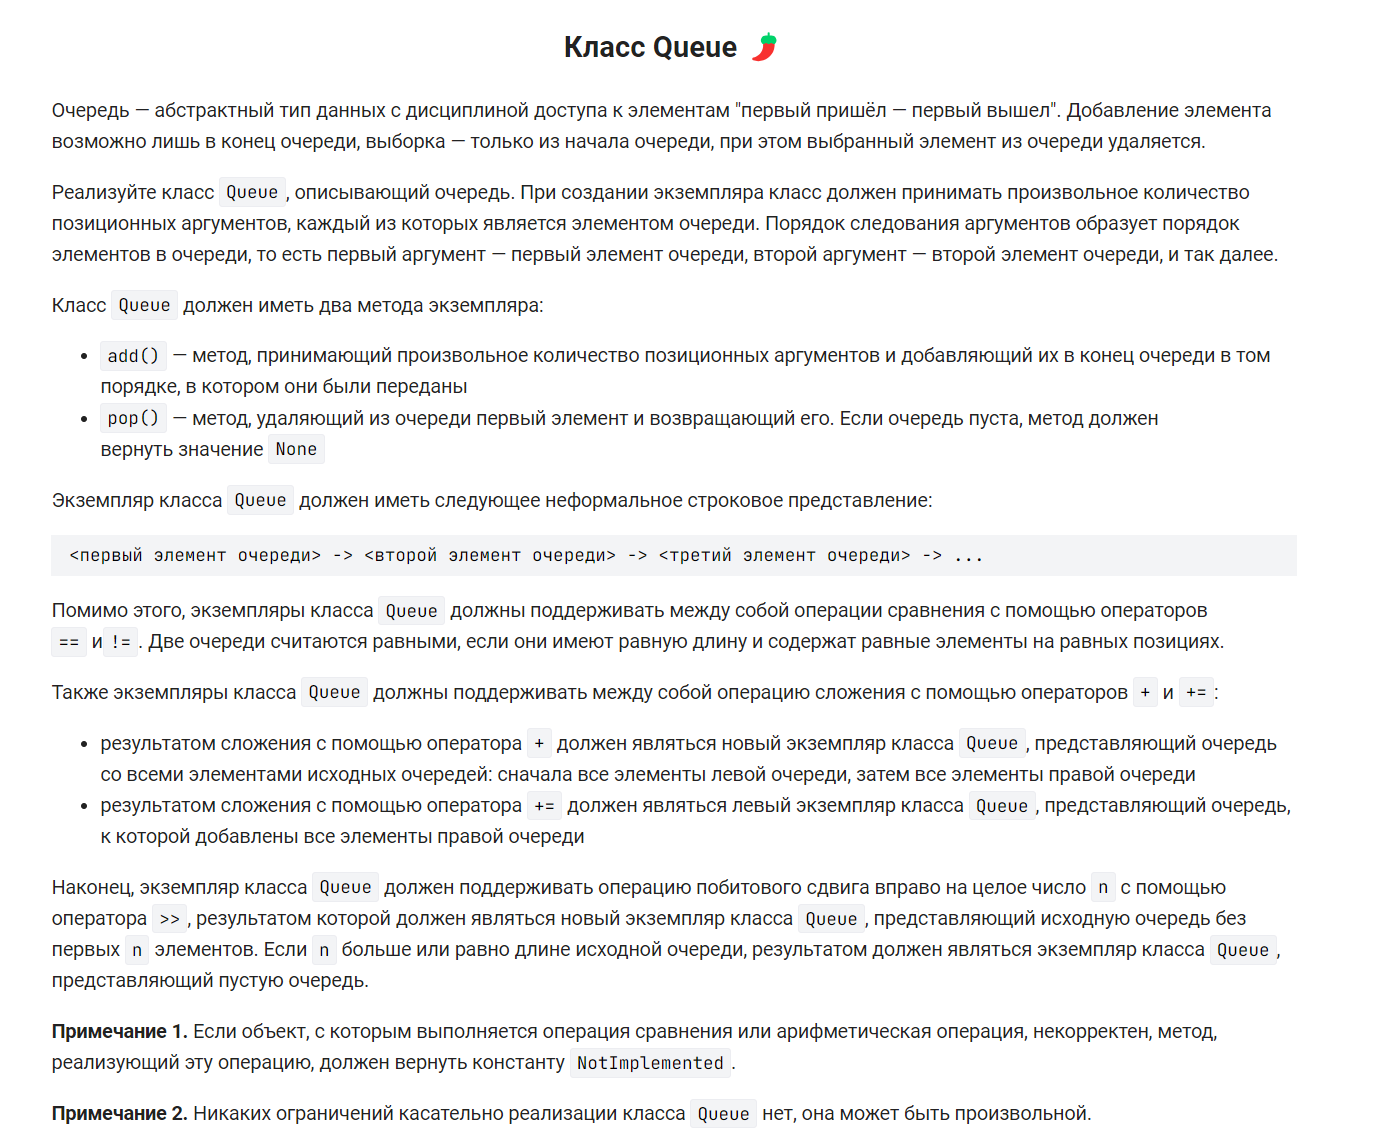 Класс Queue 🌶️
Очередь — абстрактный тип данных с дисциплиной доступа к элементам "первый пришёл — первый вышел". Добавление элемента
возможно лишь в конец очереди, выборка — только из начала очереди, при этом выбранный элемент из очереди удаляется.
Реализуйте класс Queue, описывающий очередь. При создании экземпляра класс должен принимать произвольное количество
позиционных аргументов, каждый из которых является элементом очереди. Порядок следования аргументов образует порядок
элементов в очереди, то есть первый аргумент — первый элемент очереди, второй аргумент — второй элемент очереди, и так далее.
Класс Queue должен иметь два метода экземпляра:
• add() — метод, принимающий произвольное количество позиционных аргументов и добавляющий их в конец очереди в том
порядке, в котором они были переданы
• pop() — метод, удаляющий из очереди первый элемент и возвращающий его. Если очередь пуста, метод должен
вернуть значение None
Экземпляр класса Queue должен иметь следующее неформальное строковое представление:
<первый элемент очереди> -> <второй элемент очереди> -> <третий элемент очереди> -> ...
Помимо этого, экземпляры класса Queue должны поддерживать между собой операции сравнения с помощью операторов
== и != . Две очереди считаются равными, если они имеют равную длину и содержат равные элементы на равных позициях.
Также экземпляры класса Queue должны поддерживать между собой операцию сложения с помощью операторов + и += :
• результатом сложения с помощью оператора + должен являться новый экземпляр класса Queue, представляющий очередь
со всеми элементами исходных очередей: сначала все элементы левой очереди, затем все элементы правой очереди
• результатом сложения с помощью оператора += должен являться левый экземпляр класса Queue, представляющий очередь,
к которой добавлены все элементы правой очереди
Наконец, экземпляр класса Queue должен поддерживать операцию побитового сдвига вправо на целое число n с помощью
оператора >> , результатом которой должен являться новый экземпляр класса Queue, представляющий исходную очередь без
первых n элементов. Если n больше или равно длине исходной очереди, результатом должен являться экземпляр класса Queue,
представляющий пустую очередь.
Примечание 1. Если объект, с которым выполняется операция сравнения или арифметическая операция, некорректен, метод,
реализующий эту операцию, должен вернуть константу NotImplemented.
Примечание 2. Никаких ограничений касательно реализации класса Queue нет, она может быть произвольной.